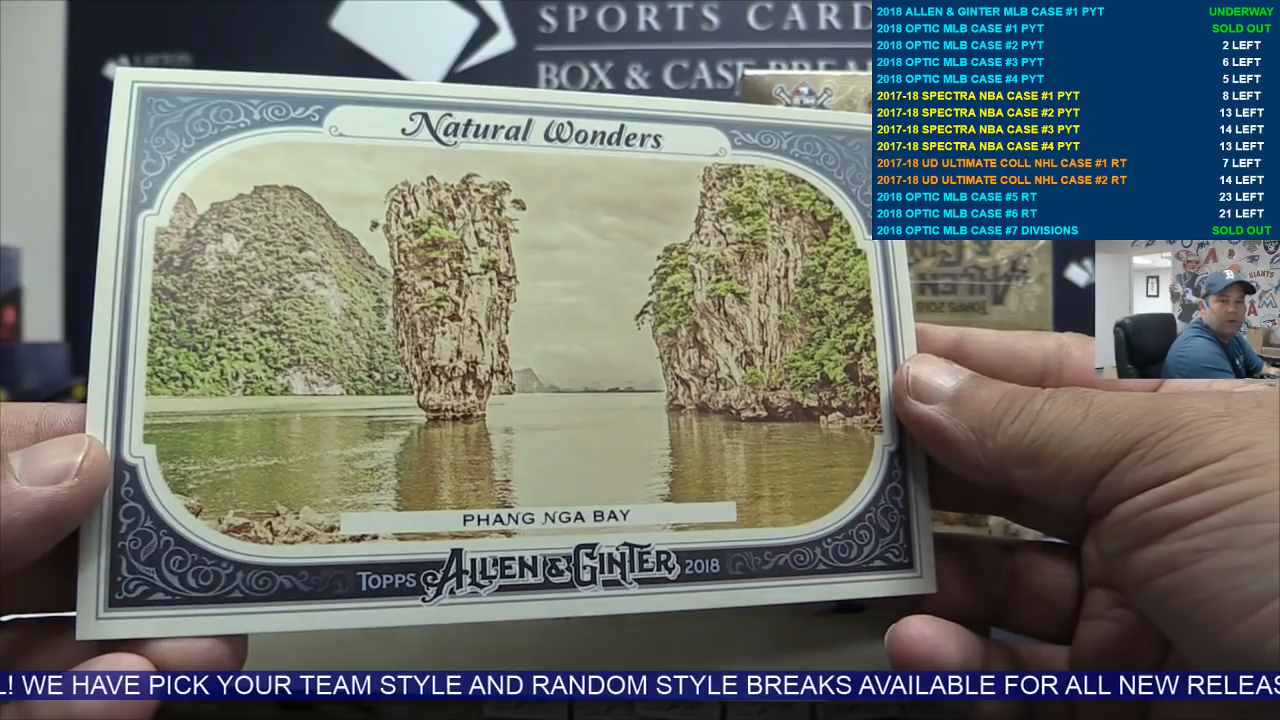 SPORTS CARD
BOX & CASE BREA
Natural Wonders
PHANG NGA BAY
TOPPS ALLEN & GINTER 2018
2018 ALLEN & GINTER MLB CASE #1 PYT UNDERWAY
2018 OPTIC MLB CASE #1 PYT SOLD OUT
2018 OPTIC MLB CASE #2 PYT 2 LEFT
2018 OPTIC MLB CASE #3 PYT 6 LEFT
2018 OPTIC MLB CASE #4 PYT 5 LEFT
2017-18 SPECTRA NBA CASE #1 PYT 8 LEFT
2017-18 SPECTRA NBA CASE #2 PYT 13 LEFT
2017-18 SPECTRA NBA CASE #3 PYT 14 LEFT
2017-18 SPECTRA NBA CASE #4 PYT 13 LEFT
2017-18 UD ULTIMATE COLL NHL CASE #1 RT 7 LEFT
2017-18 UD ULTIMATE COLL NHL CASE #2 RT 14 LEFT
2018 OPTIC MLB CASE #5 RT 23 LEFT
2018 OPTIC MLB CASE #6 RT 21 LEFT
2018 OPTIC MLB CASE #7 DIVISIONS SOLD OUT
GIANTS
L! WE HAVE PICK YOUR TEAM STYLE AND RANDOM STYLE BREAKS AVAILABLE FOR ALL NEW RELEAS